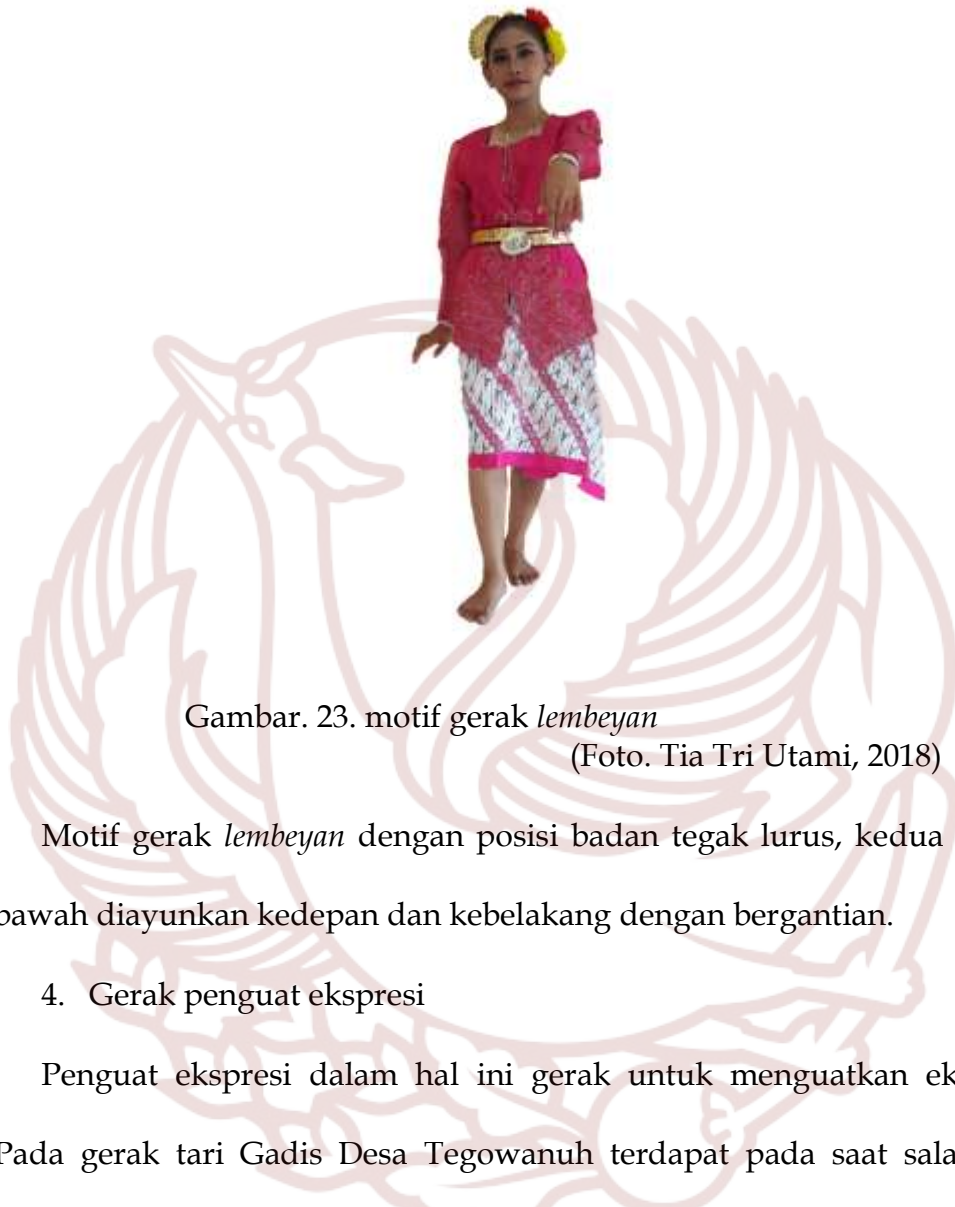 Gambar. 23. motif gerak lembeyan
(Foto. Tia Tri Utami, 2018)
Motif gerak lembeyan dengan posisi badan tegak lurus, kedua
bawah diayunkan kedepan dan kebelakang dengan bergantian.
4. Gerak penguat ekspresi
Penguat ekspresi dalam hal ini gerak untuk menguatkan
Pada gerak tari Gadis Desa Tegowanuh terdapat pada saat